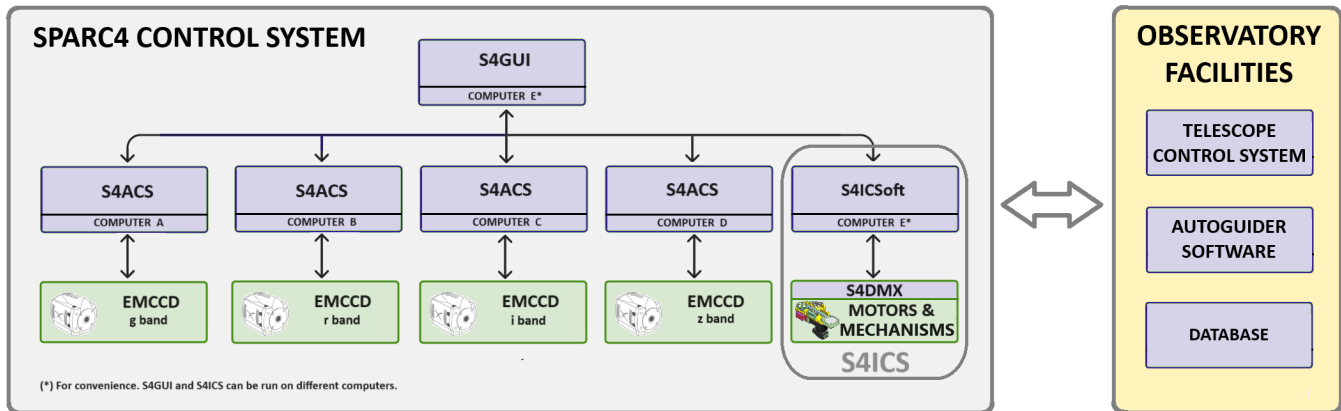 SPARC4 CONTROL SYSTEM
S4GUI
COMPUTER E*
S4ACS
COMPUTER A
S4ACS
COMPUTER B
S4ACS
COMPUTER C
S4ACS
COMPUTER D
S4ICSoft
COMPUTER E*
EMCCD
g band
EMCCD
r band
EMCCD
i band
EMCCD
z band
S4DMX
MOTORS &
MECHANISMS
S4ICS
(*) For convenience. S4GUI and S4ICS can be run on different computers.
OBSERVATORY
FACILITIES
TELESCOPE
CONTROL SYSTEM
AUTOGUIDER
SOFTWARE
DATABASE